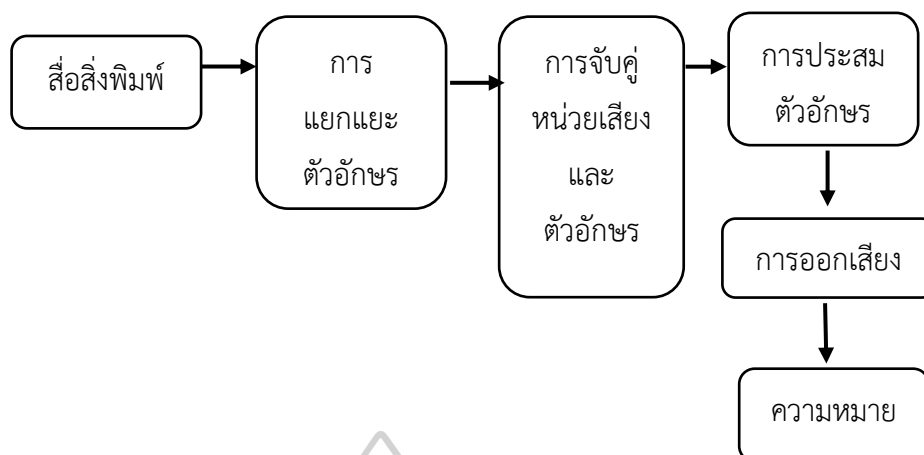 สื่อสิ่งพิมพ์
การ
แยกแยะ
ตัวอักษร
การจับคู่
หน่วยเสียง
และ
ตัวอักษร
การประสม
ตัวอักษร
การออกเสียง
ความหมาย